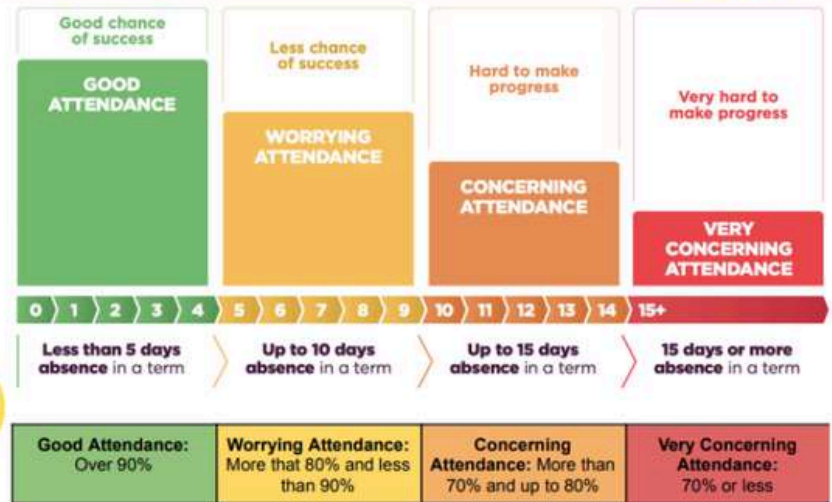 Good chance
of success
GOOD
ATTENDANCE
Less chance
of success
WORRYING
ATTENDANCE
Hard to make
progress
CONCERNING
ATTENDANCE
Very hard to
make progress
VERY
CONCERNING
ATTENDANCE
0 1 2 3 4 5 6 7 8 9 10 11 12 13 14 15+
Less than 5 days
absence in a term
Up to 10 days
absence in a term
Up to 15 days
absence in a term
15 days or more
absence in a term
Good Attendance:
Over 90%
Worrying Attendance:
More that 80% and less
than 90%
Concerning
Attendance: More than
70% and up to 80%
Very Concerning
Attendance:
70% or less